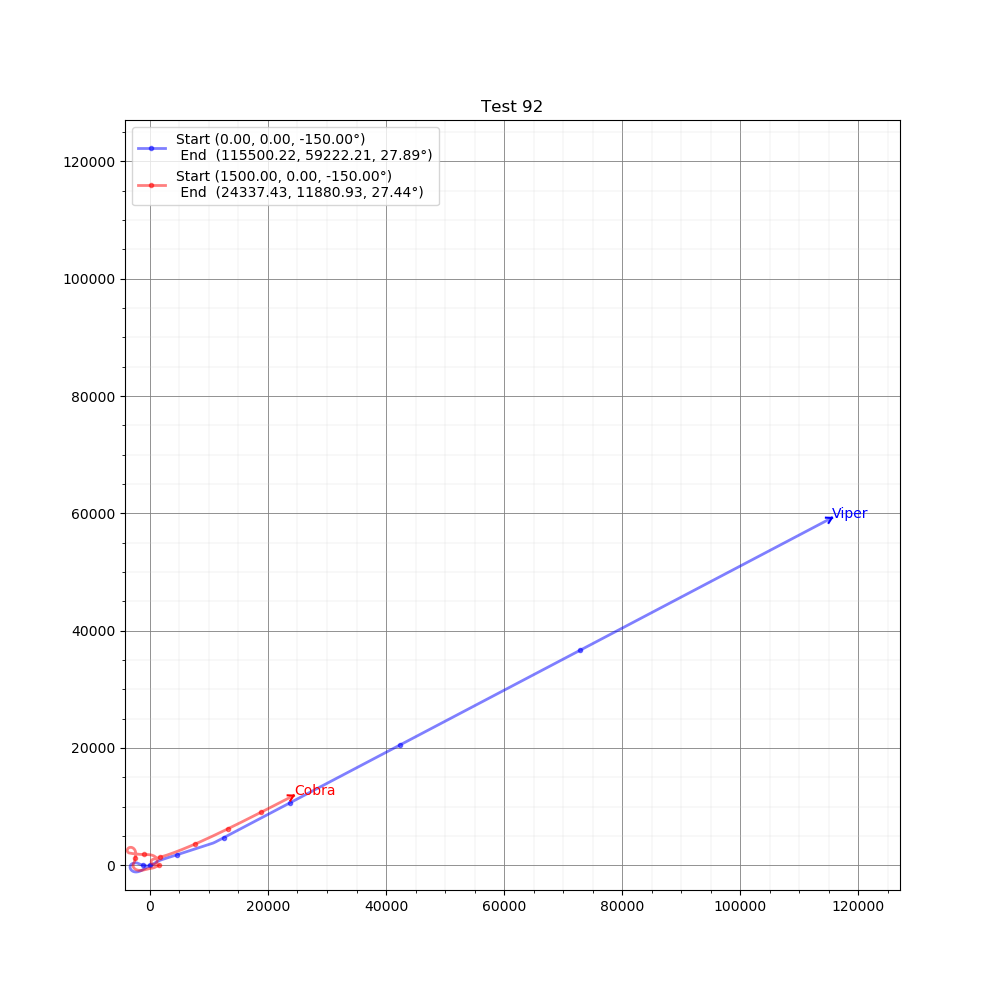 Test 92
Start (0.00, 0.00, -150.00°)
End (115500.22, 59222.21, 27.89°)
Start (1500.00, 0.00, -150.00°)
End (24337.43, 11880.93, 27.44°)
120000
100000
80000
60000
40000
20000
0
Viper
Cobra
0 20000 40000 60000 80000 100000 120000